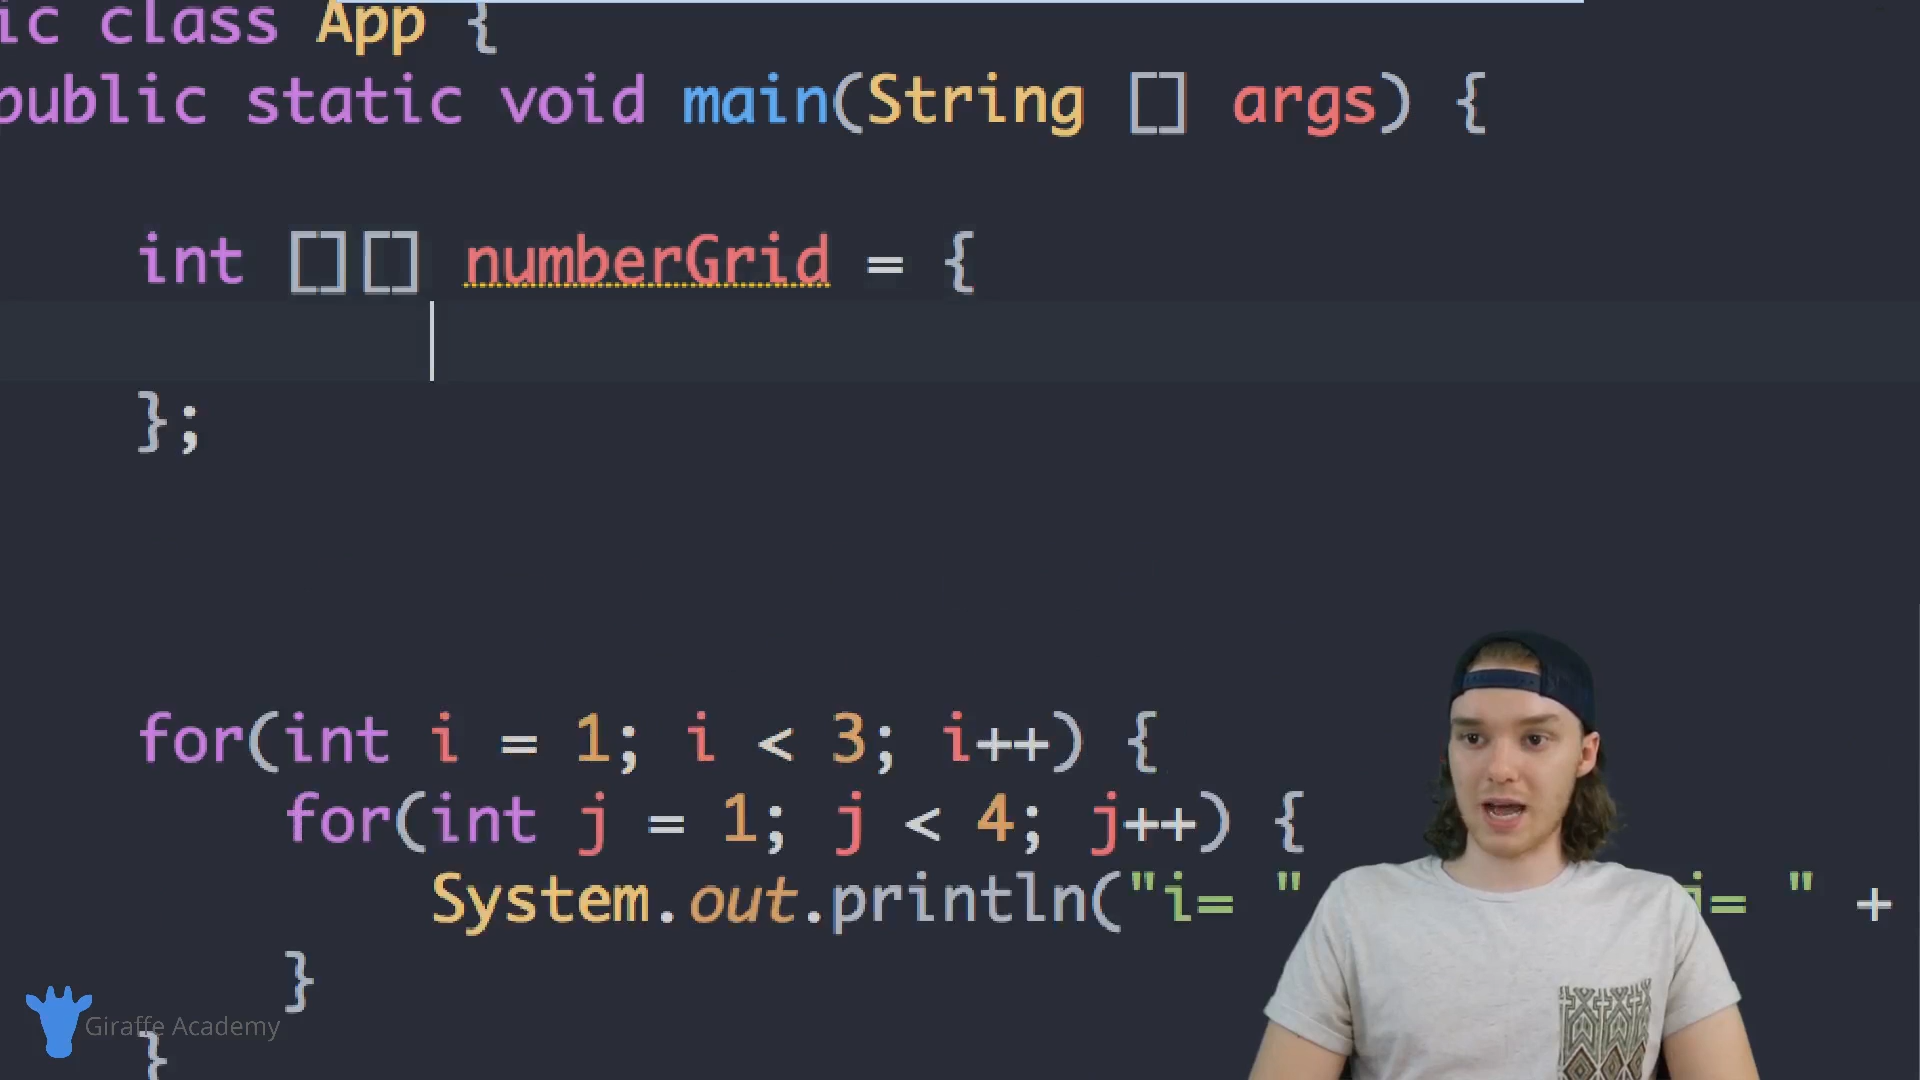 ic class App {
public static void main(String [] args) {
int [][] numberGrid = {
};
for(int i = 1; i < 3; i++) {
for(int j = 1; j < 4; j++) {
System.out.println("i= " j= " +
}
}
Giraffe Academy